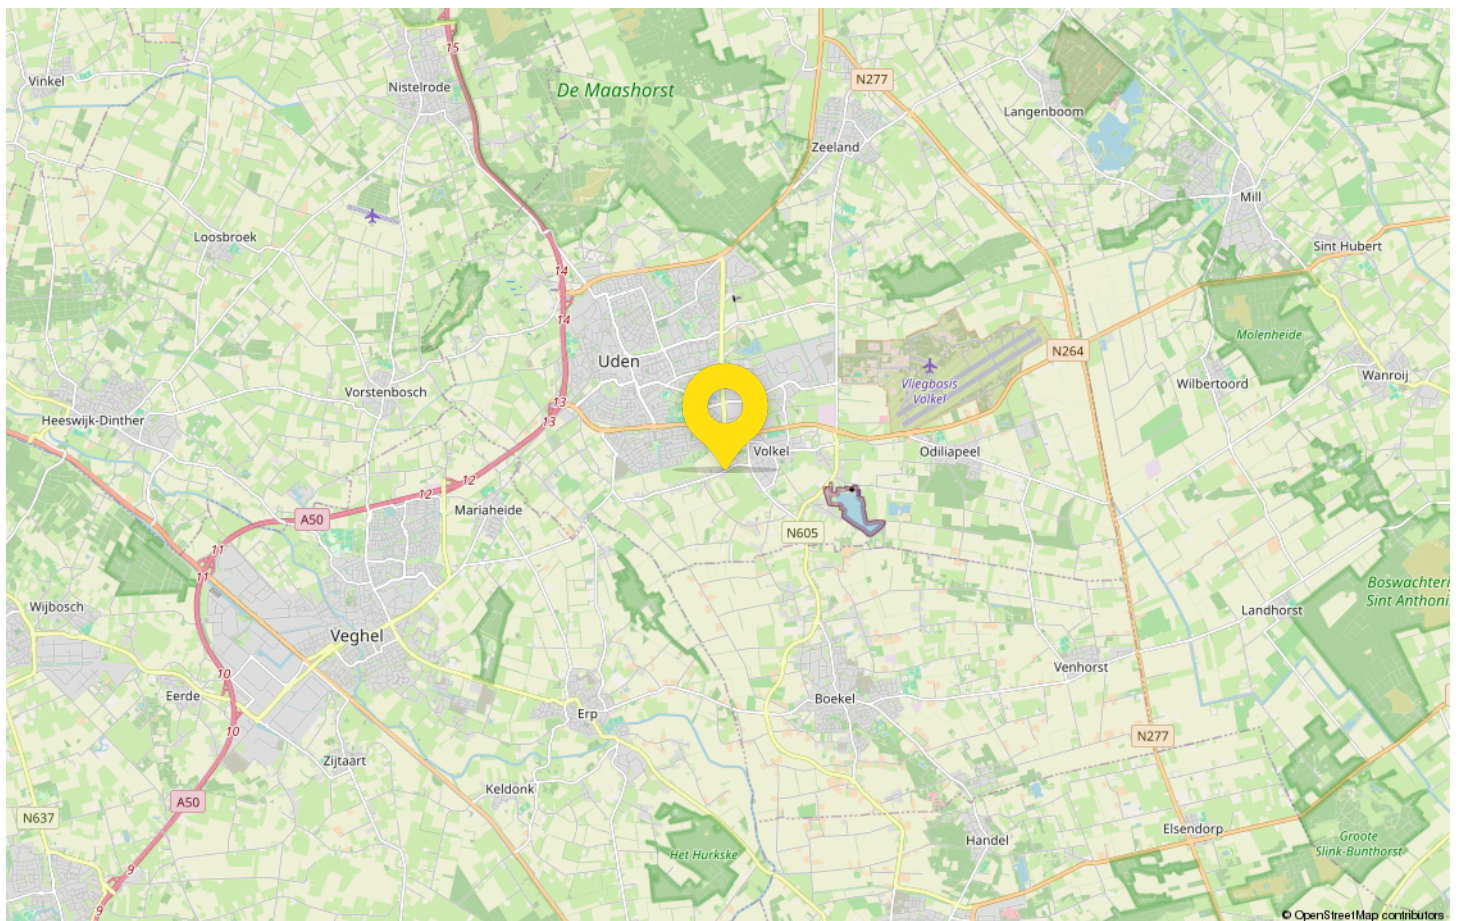 15
Vinkel
Nistelrode
De Maashorst
N277
Langenboom
Zeeland
Mill
Loosbroek
Sint Hubert
14
14
Molenheide
Uden
N264
Vliegbasis
Volkel
Wanroij
Wilbertoord
Vorstenbosch
13
13
Heeswijk-Dinther
Volkel
Odiliapeel
12
12
Mariaheide
A50
N605
11
11
Boswachteri
Sint Anthoni
Wijbosch
Landhorst
Veghel
Venhorst
10
Eerde
Boekel
Erp
10
N277
Zijtaart
Keldonk
A50
N637
Elsendorp
Handel
Groote
Slink-Bunthorst
Het Hurkske
9
9
© OpenStreetMap contributors